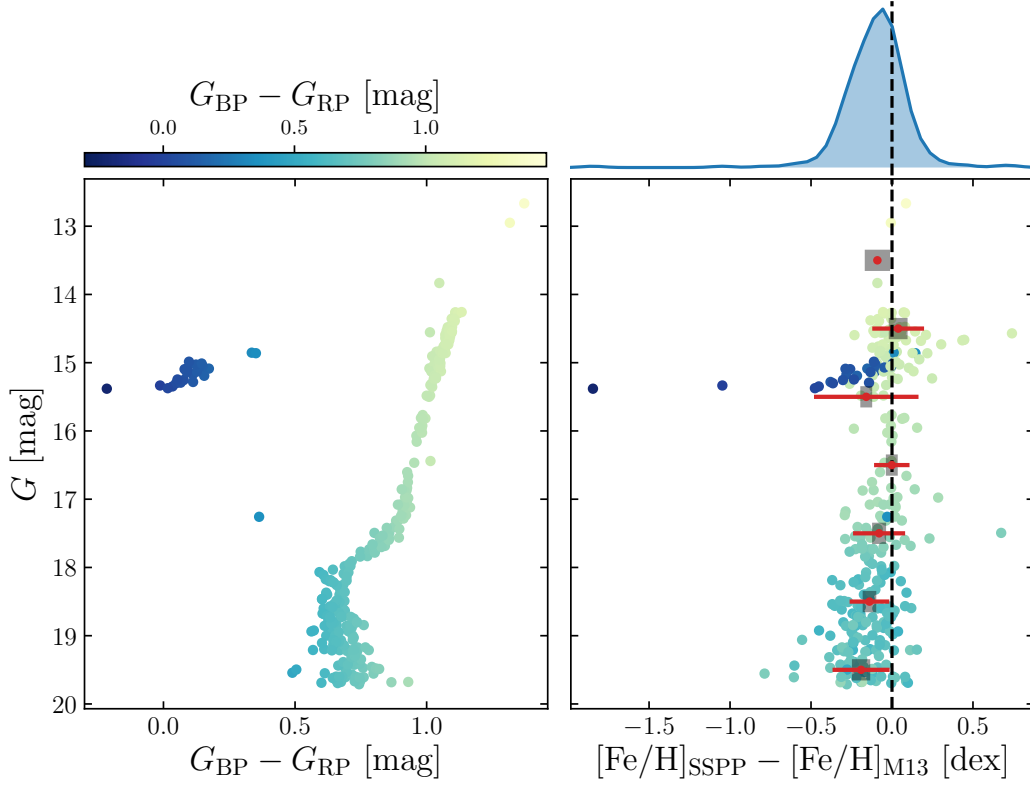 G_BP − G_RP [mag]
0.0 0.5 1.0
13
14
15
16
17
18
19
20
G [mag]
0.0 0.5 1.0
G_BP − G_RP [mag]
−1.5 −1.0 −0.5 0.0 0.5
[Fe/H]_SSPP − [Fe/H]_M13 [dex]